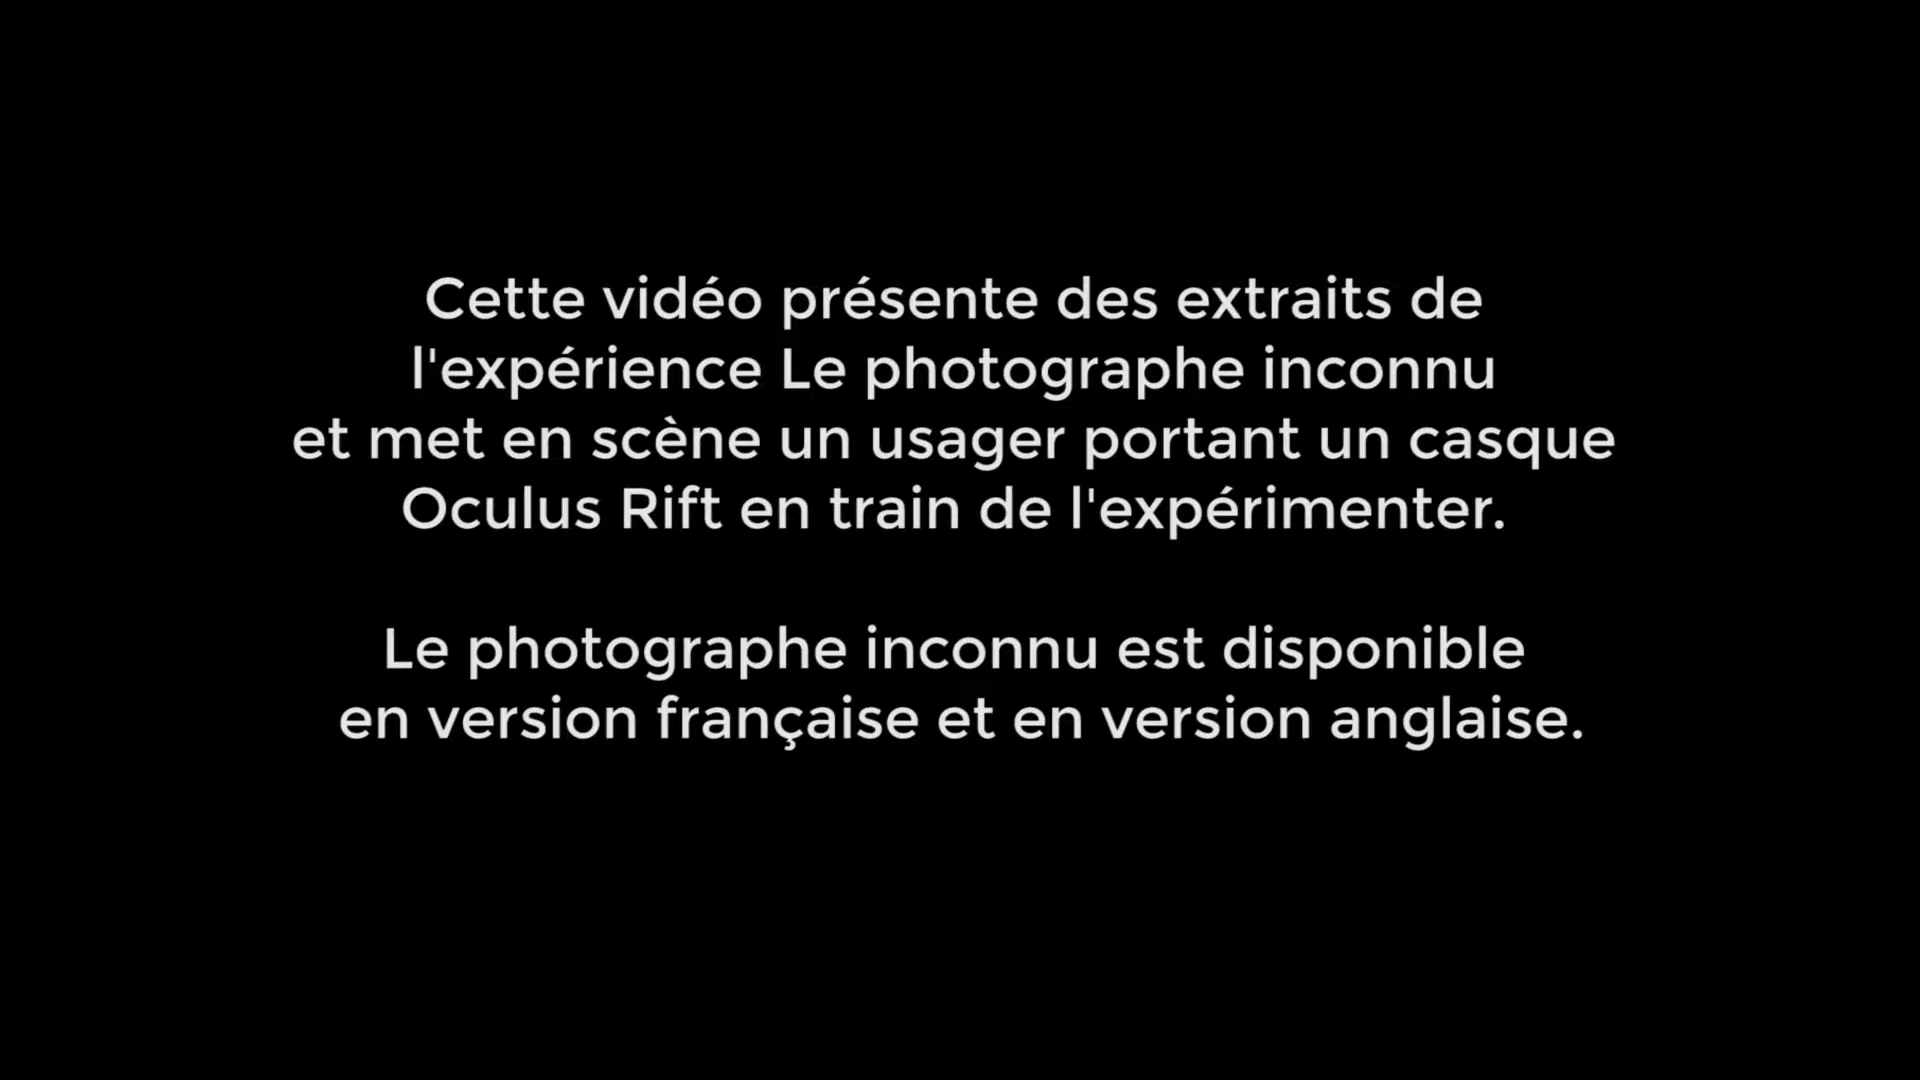 Cette vidéo présente des extraits de
l'expérience Le photographe inconnu
et met en scène un usager portant un casque
Oculus Rift en train de l'expérimenter.
Le photographe inconnu est disponible
en version française et en version anglaise.